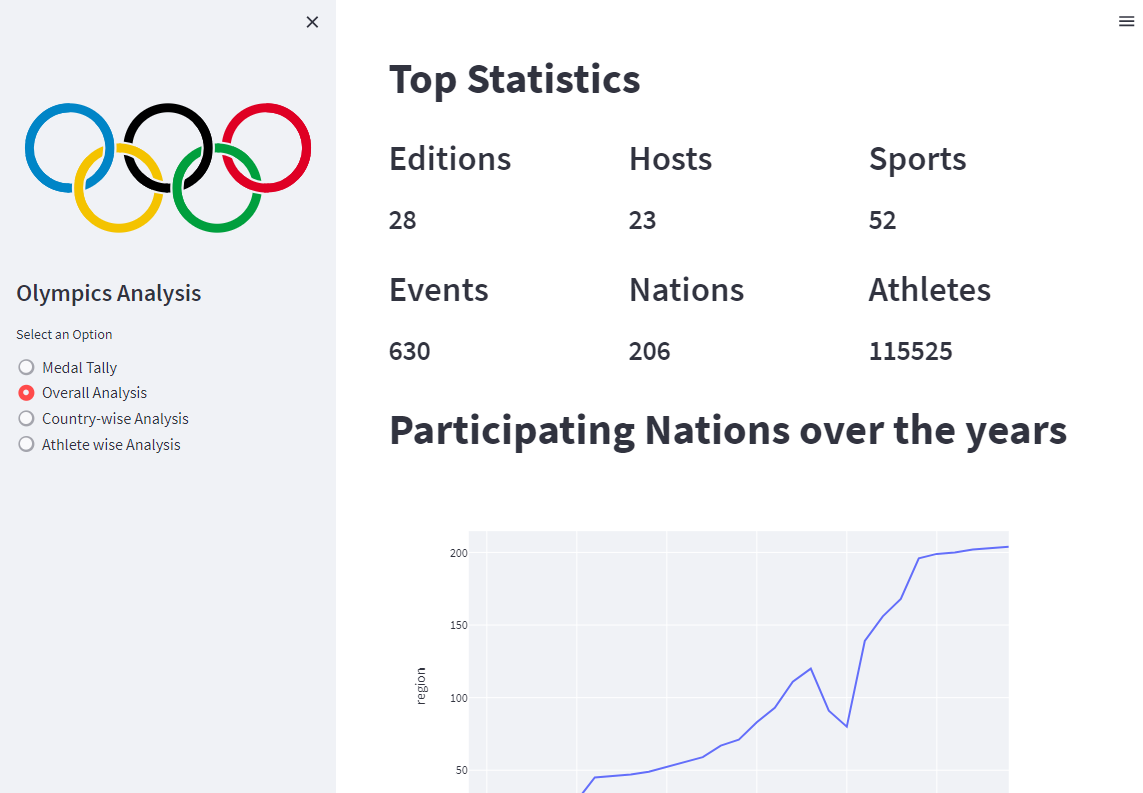 Olympics Analysis
Select an Option
Medal Tally
Overall Analysis
Country-wise Analysis
Athlete wise Analysis
Top Statistics
Editions Hosts Sports
28 23 52
Events Nations Athletes
630 206 115525
Participating Nations over the years
200
150
region
100
50